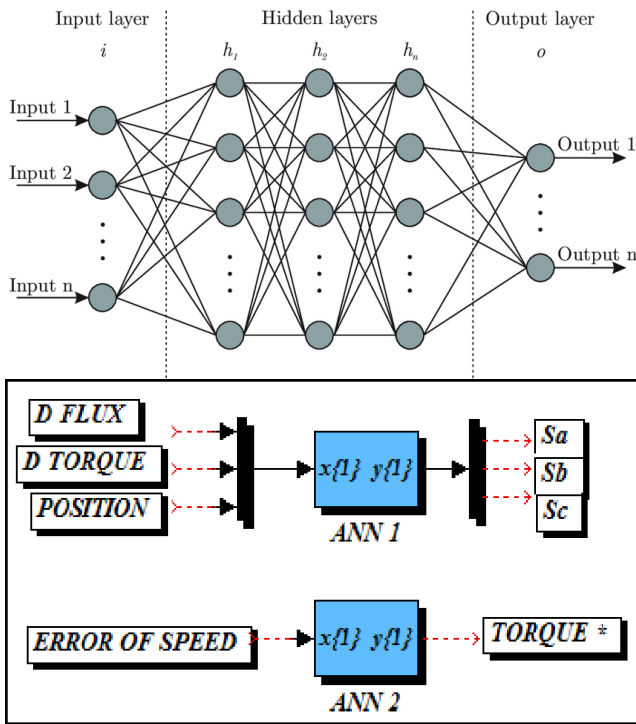 Input layer Hidden layers Output layer
i h1 h2 hn o
Input 1
Input 2
Input n
Output 1
Output n
D FLUX
D TORQUE
POSITION
x{1} y{1}
ANN 1
Sa
Sb
Sc
ERROR OF SPEED
x{1} y{1}
TORQUE *
ANN 2